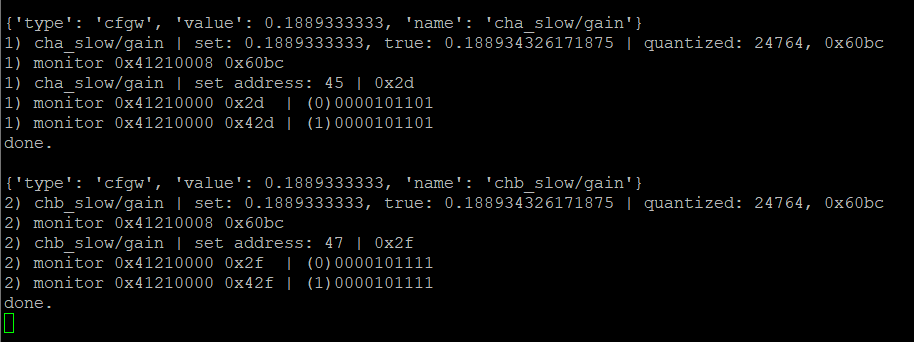 {'type': 'cfgw', 'value': 0.1889333333, 'name': 'cha_slow/gain'}
1) cha_slow/gain | set: 0.1889333333, true: 0.188934326171875 | quantized: 24764, 0x60bc
1) monitor 0x41210008 0x60bc
1) cha_slow/gain | set address: 45 | 0x2d
1) monitor 0x41210000 0x2d  | (0)0000101101
1) monitor 0x41210000 0x42d | (1)0000101101
done.
{'type': 'cfgw', 'value': 0.1889333333, 'name': 'chb_slow/gain'}
2) chb_slow/gain | set: 0.1889333333, true: 0.188934326171875 | quantized: 24764, 0x60bc
2) monitor 0x41210008 0x60bc
2) chb_slow/gain | set address: 47 | 0x2f
2) monitor 0x41210000 0x2f  | (0)0000101111
2) monitor 0x41210000 0x42f | (1)0000101111
done.